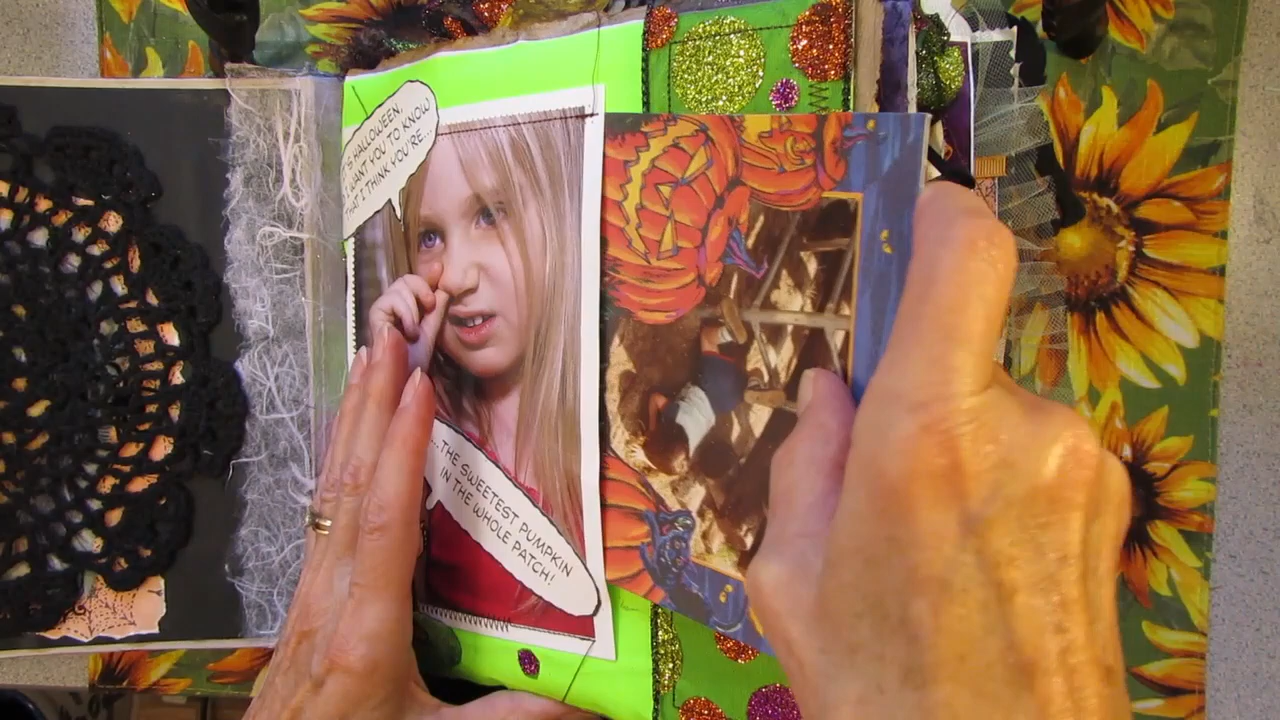 IT'S HALLOWEEN,
I WANT YOU TO KNOW
THAT I THINK YOU'RE...
...THE SWEETEST PUMPKIN
IN THE WHOLE PATCH!